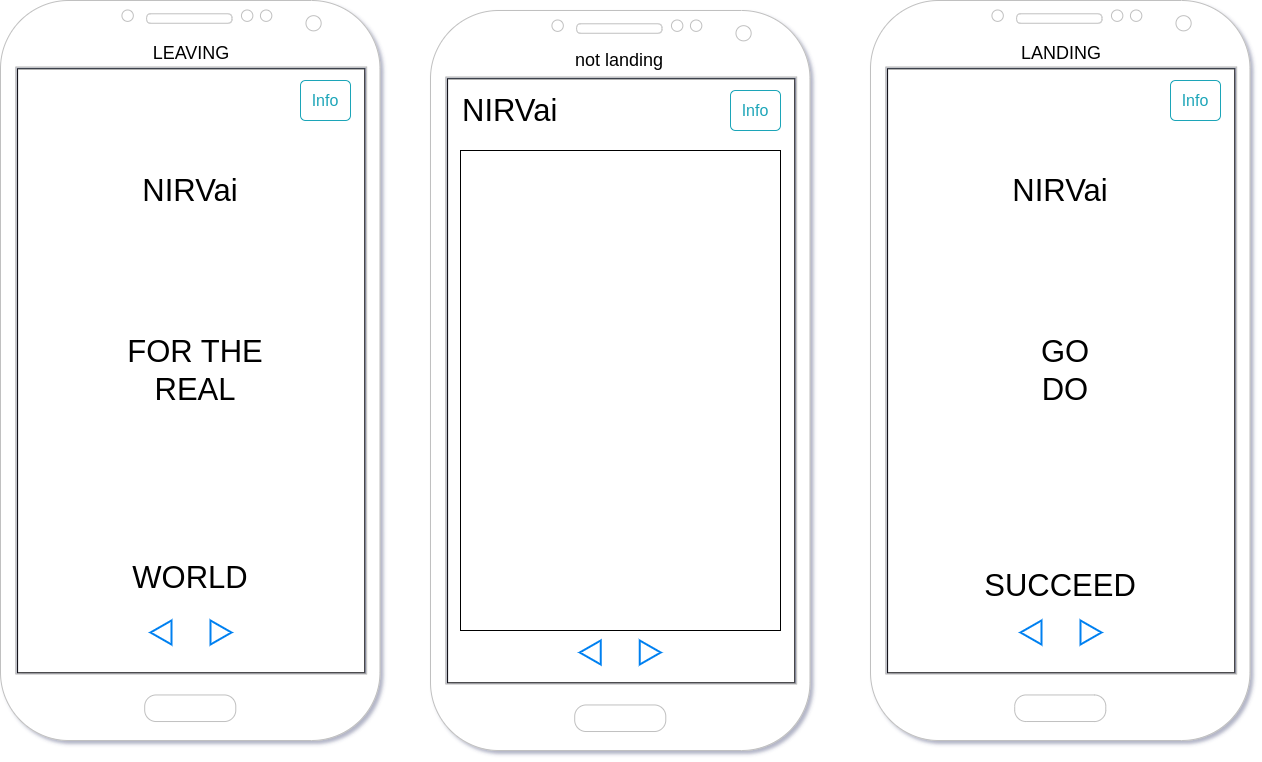 LEAVING
Info
NIRVai
FOR THE
REAL
WORLD
not landing
NIRVai
Info
LANDING
Info
NIRVai
GO
DO
SUCCEED